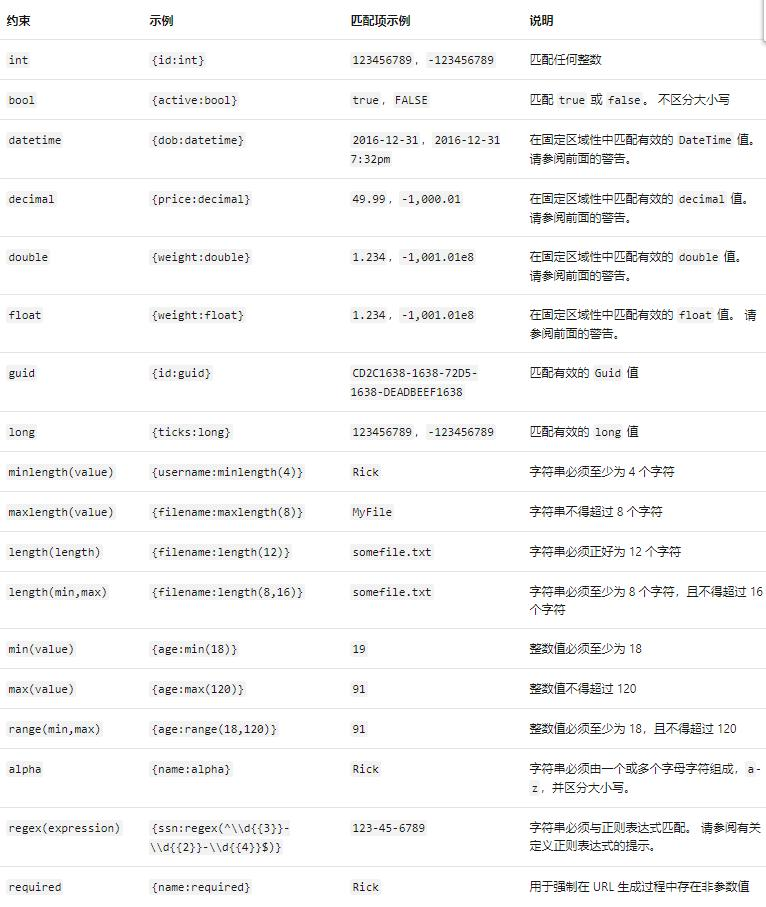 约束 示例 匹配项示例 说明
int {id:int} 123456789, -123456789 匹配任何整数
bool {active:bool} true, FALSE 匹配 true 或 false。 不区分大小写
datetime {dob:datetime} 2016-12-31, 2016-12-31 在固定区域性中匹配有效的 DateTime 值。
7:32pm 请参阅前面的警告。
decimal {price:decimal} 49.99, -1,000.01 在固定区域性中匹配有效的 decimal 值。
请参阅前面的警告。
double {weight:double} 1.234, -1,001.01e8 在固定区域性中匹配有效的 double 值。
请参阅前面的警告。
float {weight:float} 1.234, -1,001.01e8 在固定区域性中匹配有效的 float 值。 请
参阅前面的警告。
guid {id:guid} CD2C1638-1638-72D5- 匹配有效的 Guid 值
1638-DEADBEEF1638
long {ticks:long} 123456789, -123456789 匹配有效的 long 值
minlength(value) {username:minlength(4)} Rick 字符串必须至少为 4 个字符
maxlength(value) {filename:maxlength(8)} MyFile 字符串不得超过 8 个字符
length(length) {filename:length(12)} somefile.txt 字符串必须正好为 12 个字符
length(min,max) {filename:length(8,16)} somefile.txt 字符串必须至少为 8 个字符，且不得超过 16
个字符
min(value) {age:min(18)} 19 整数值必须至少为 18
max(value) {age:max(120)} 91 整数值不得超过 120
range(min,max) {age:range(18,120)} 91 整数值必须至少为 18，且不得超过 120
alpha {name:alpha} Rick 字符串必须由一个或多个字母字符组成，a-
z，并区分大小写。
regex(expression) {ssn:regex(^\\d{{3}}- 123-45-6789 字符串必须与正则表达式匹配。 请参阅有关
\\d{{2}}-\\d{{4}}$)} 定义正则表达式的提示。
required {name:required} Rick 用于强制在 URL 生成过程中存在非参数值